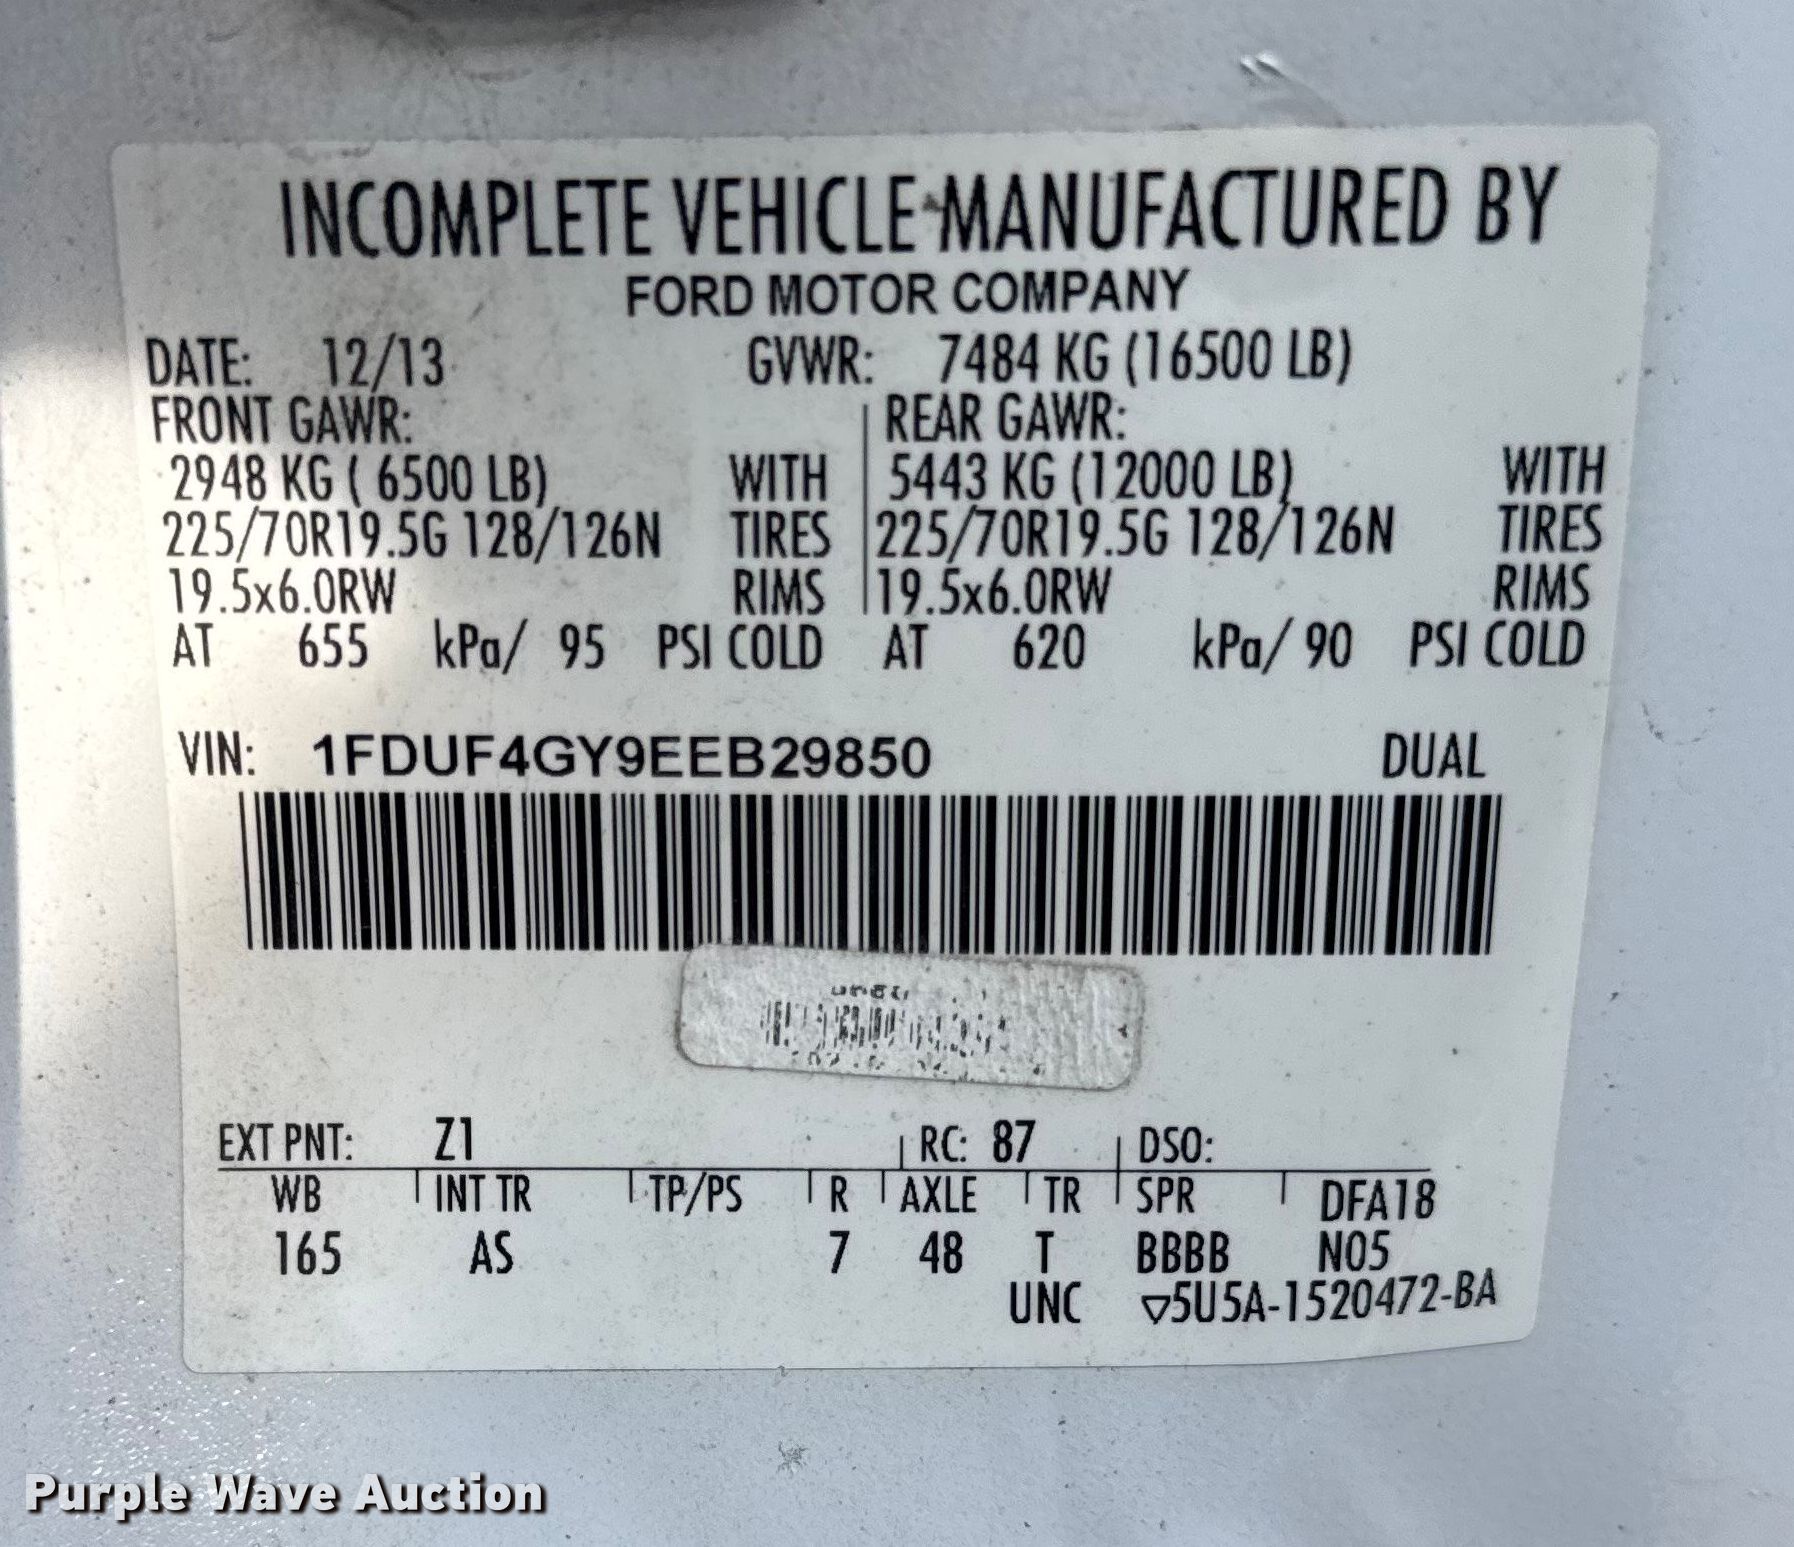 INCOMPLETE VEHICLE MANUFACTURED BY
FORD MOTOR COMPANY
DATE: 12/13 GVWR: 7484 KG (16500 LB)
FRONT GAWR: REAR GAWR:
2948 KG ( 6500 LB) WITH 5443 KG (12000 LB) WITH
225/70R19.5G 128/126N TIRES 225/70R19.5G 128/126N TIRES
19.5x6.0RW RIMS 19.5x6.0RW RIMS
AT 655 kPa/ 95 PSI COLD AT 620 kPa/ 90 PSI COLD
VIN: 1FDUF4GY9EEB29850 DUAL
EXT PNT: Z1 RC: 87 DSO:
WB INT TR TP/PS R AXLE TR SPR DFA18
165 AS 7 48 T BBBB N05
UNC ▽5U5A-1520472-BA
Purple Wave Auction